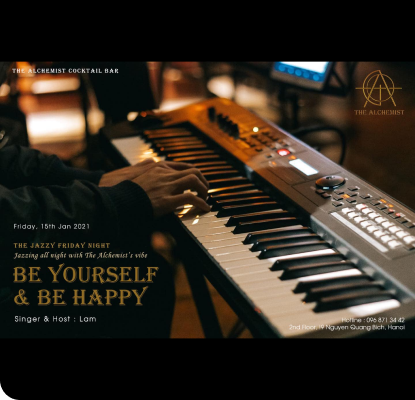 THE ALCHEMIST COCKTAIL BAR
THE ALCHEMIST
Friday, 15th Jan 2021
THE JAZZY FRIDAY NIGHT
Jazzing all night with The Alchemist's vibe
BE YOURSELF
& BE HAPPY
Singer & Host : Lam
Hotline : 096 871 34 42
2nd Floor, 19 Nguyen Quang Bich, Hanoi